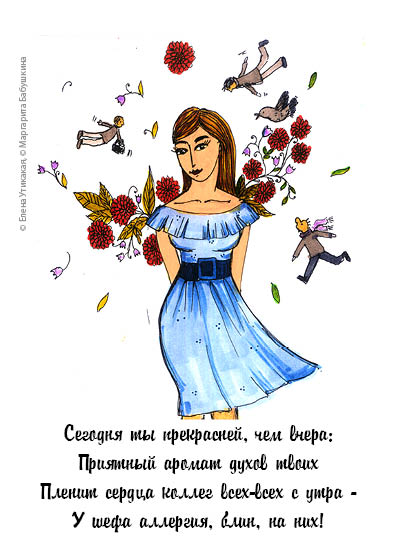 © Елена Утикакая, © Маргарита Бабушкина
Сегодня ты прекрасней, чем вчера:
Приятный аромат духов твоих
Пленит сердца коллег всех-всех с утра -
У шефа аллергия, блин, на них!